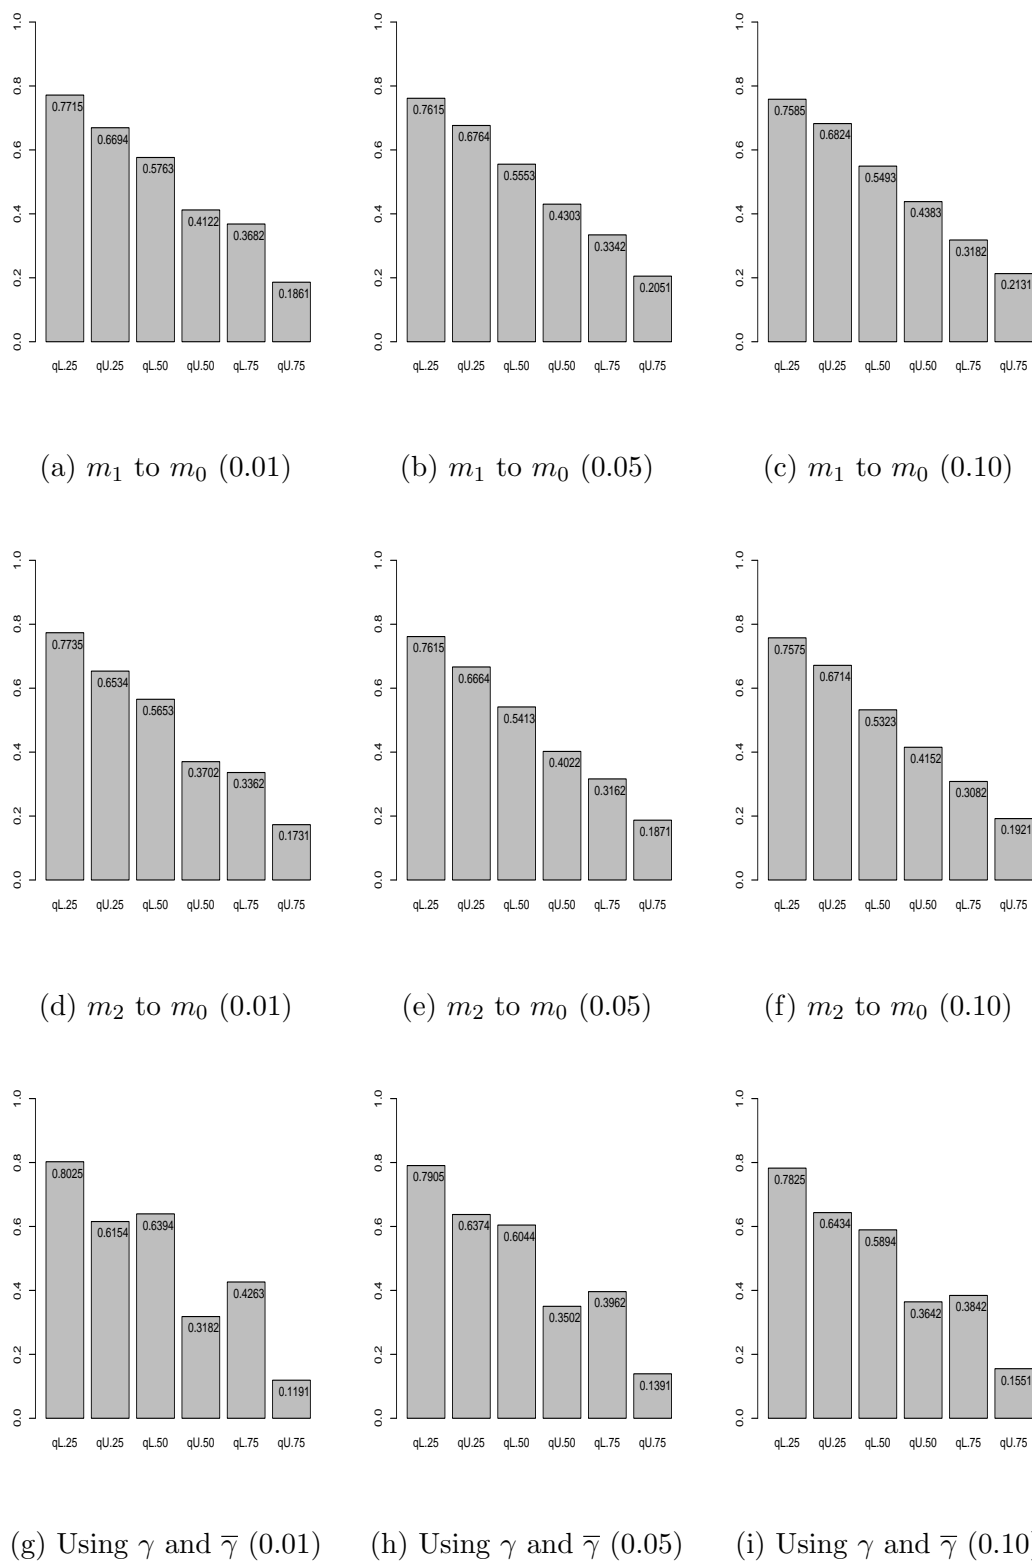 0.0 0.2 0.4 0.6 0.8 1.0
0.7715
0.6694
0.5763
0.4122
0.3682
0.1861
qL.25 qU.25 qL.50 qU.50 qL.75 qU.75
(a) m₁ to m₀ (0.01)
0.0 0.2 0.4 0.6 0.8 1.0
0.7615
0.6764
0.5553
0.4303
0.3342
0.2051
qL.25 qU.25 qL.50 qU.50 qL.75 qU.75
(b) m₁ to m₀ (0.05)
0.0 0.2 0.4 0.6 0.8 1.0
0.7585
0.6824
0.5493
0.4383
0.3182
0.2131
qL.25 qU.25 qL.50 qU.50 qL.75 qU.75
(c) m₁ to m₀ (0.10)
0.0 0.2 0.4 0.6 0.8 1.0
0.7735
0.6534
0.5653
0.3702
0.3362
0.1731
qL.25 qU.25 qL.50 qU.50 qL.75 qU.75
(d) m₂ to m₀ (0.01)
0.0 0.2 0.4 0.6 0.8 1.0
0.7615
0.6664
0.5413
0.4022
0.3162
0.1871
qL.25 qU.25 qL.50 qU.50 qL.75 qU.75
(e) m₂ to m₀ (0.05)
0.0 0.2 0.4 0.6 0.8 1.0
0.7575
0.6714
0.5323
0.4152
0.3082
0.1921
qL.25 qU.25 qL.50 qU.50 qL.75 qU.75
(f) m₂ to m₀ (0.10)
0.0 0.2 0.4 0.6 0.8 1.0
0.8025
0.6154
0.6394
0.3182
0.4263
0.1191
qL.25 qU.25 qL.50 qU.50 qL.75 qU.75
(g) Using γ and γ̅ (0.01)
0.0 0.2 0.4 0.6 0.8 1.0
0.7905
0.6374
0.6044
0.3502
0.3962
0.1391
qL.25 qU.25 qL.50 qU.50 qL.75 qU.75
(h) Using γ and γ̅ (0.05)
0.0 0.2 0.4 0.6 0.8 1.0
0.7825
0.6434
0.5894
0.3642
0.3842
0.1551
qL.25 qU.25 qL.50 qU.50 qL.75 qU.75
(i) Using γ and γ̅ (0.10)